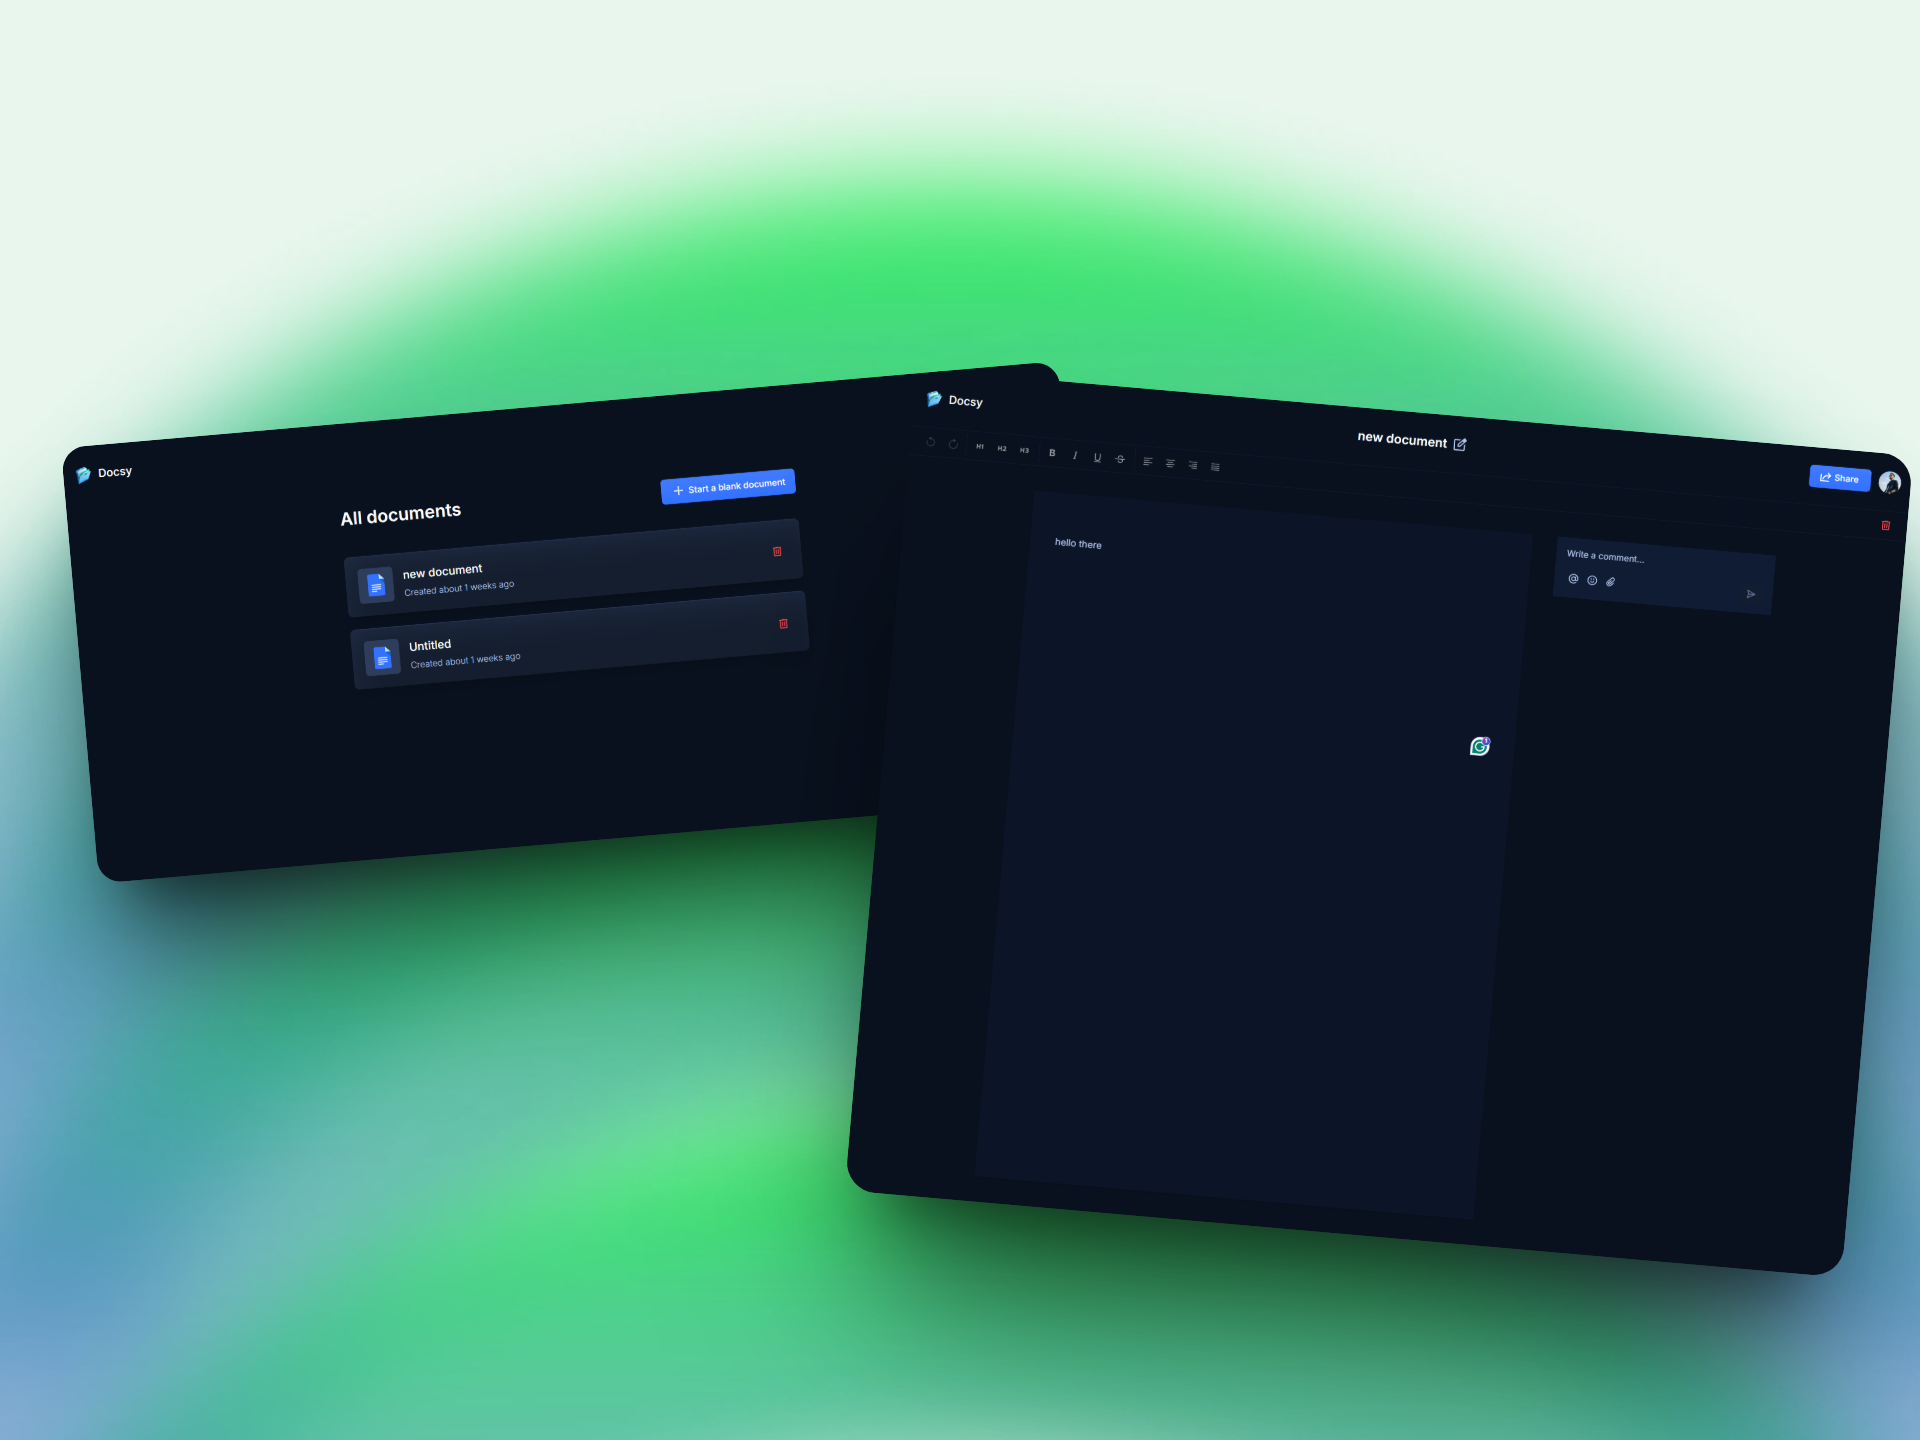 Docsy
All documents
Start a blank document
new document
Created about 1 weeks ago
Untitled
Created about 1 weeks ago
Docsy
new document
Share
H1 H2 H3 B I U S
hello there
Write a comment...
1